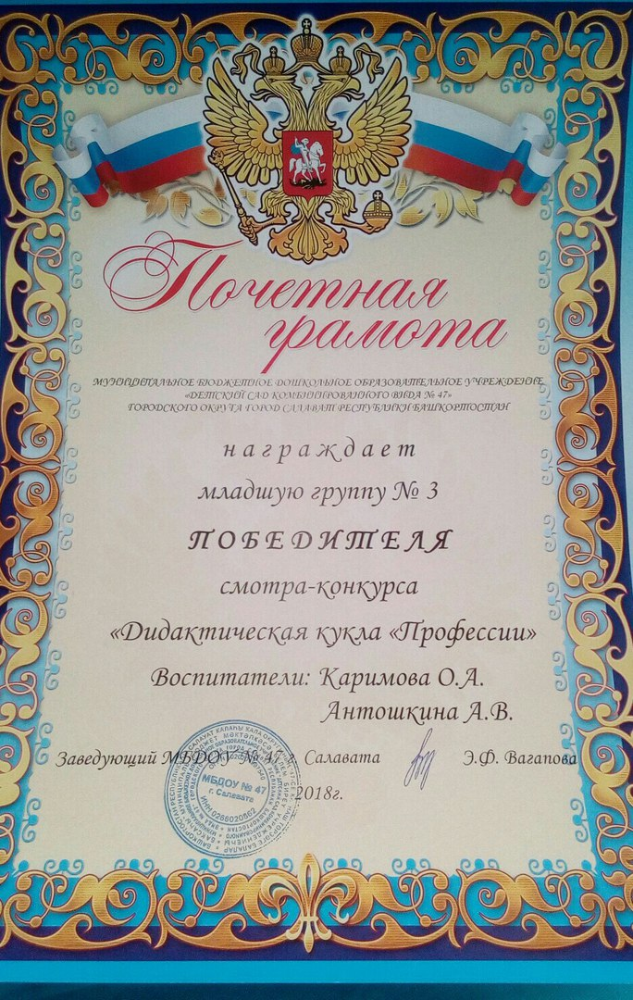 Почетная
грамота
МУНИЦИПАЛЬНОЕ БЮДЖЕТНОЕ ДОШКОЛЬНОЕ ОБРАЗОВАТЕЛЬНОЕ УЧРЕЖДЕНИЕ
«ДЕТСКИЙ САД КОМБИНИРОВАННОГО ВИДА № 47»
ГОРОДСКОГО ОКРУГА ГОРОД САЛАВАТ РЕСПУБЛИКИ БАШКОРТОСТАН
награждает
младшую группу № 3
ПОБЕДИТЕЛЯ
смотра-конкурса
«Дидактическая кукла «Профессии»
Воспитатели: Каримова О.А.
Антошкина А.В.
Заведующий МБДОУ № 47 г. Салавата Э.Ф. Вагапова
2018г.
МБДОУ № 47
г. Салавата
ИНН 0266020562